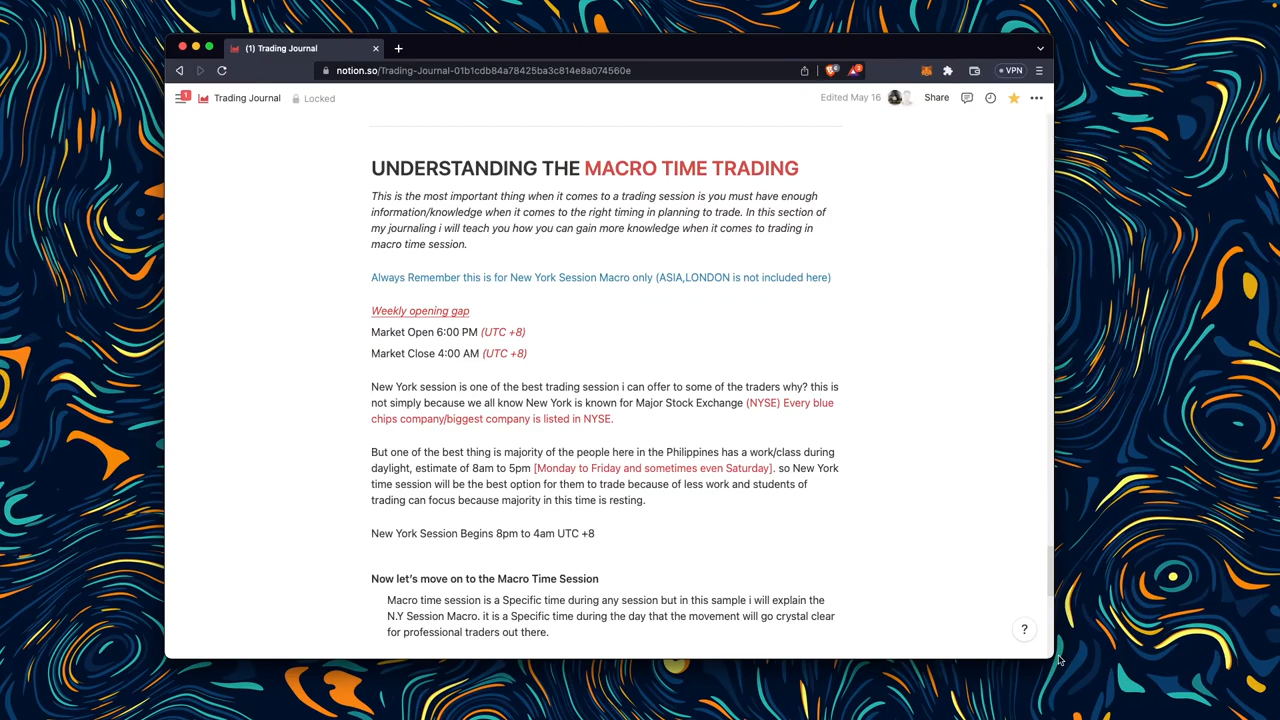 (1) Trading Journal
notion.so/Trading-Journal-01b1cdb84a78425ba3c814e8a074560e
6
3
VPN
1
Trading Journal
Locked
Edited May 16
Share
UNDERSTANDING THE MACRO TIME TRADING
This is the most important thing when it comes to a trading session is you must have enough
information/knowledge when it comes to the right timing in planning to trade. In this section of
my journaling i will teach you how you can gain more knowledge when it comes to trading in
macro time session.
Always Remember this is for New York Session Macro only (ASIA,LONDON is not included here)
Weekly opening gap
Market Open 6:00 PM (UTC +8)
Market Close 4:00 AM (UTC +8)
New York session is one of the best trading session i can offer to some of the traders why? this is
not simply because we all know New York is known for Major Stock Exchange (NYSE) Every blue
chips company/biggest company is listed in NYSE.
But one of the best thing is majority of the people here in the Philippines has a work/class during
daylight, estimate of 8am to 5pm [Monday to Friday and sometimes even Saturday]. so New York
time session will be the best option for them to trade because of less work and students of
trading can focus because majority in this time is resting.
New York Session Begins 8pm to 4am UTC +8
Now let's move on to the Macro Time Session
Macro time session is a Specific time during any session but in this sample i will explain the
N.Y Session Macro. it is a Specific time during the day that the movement will go crystal clear
for professional traders out there.
?